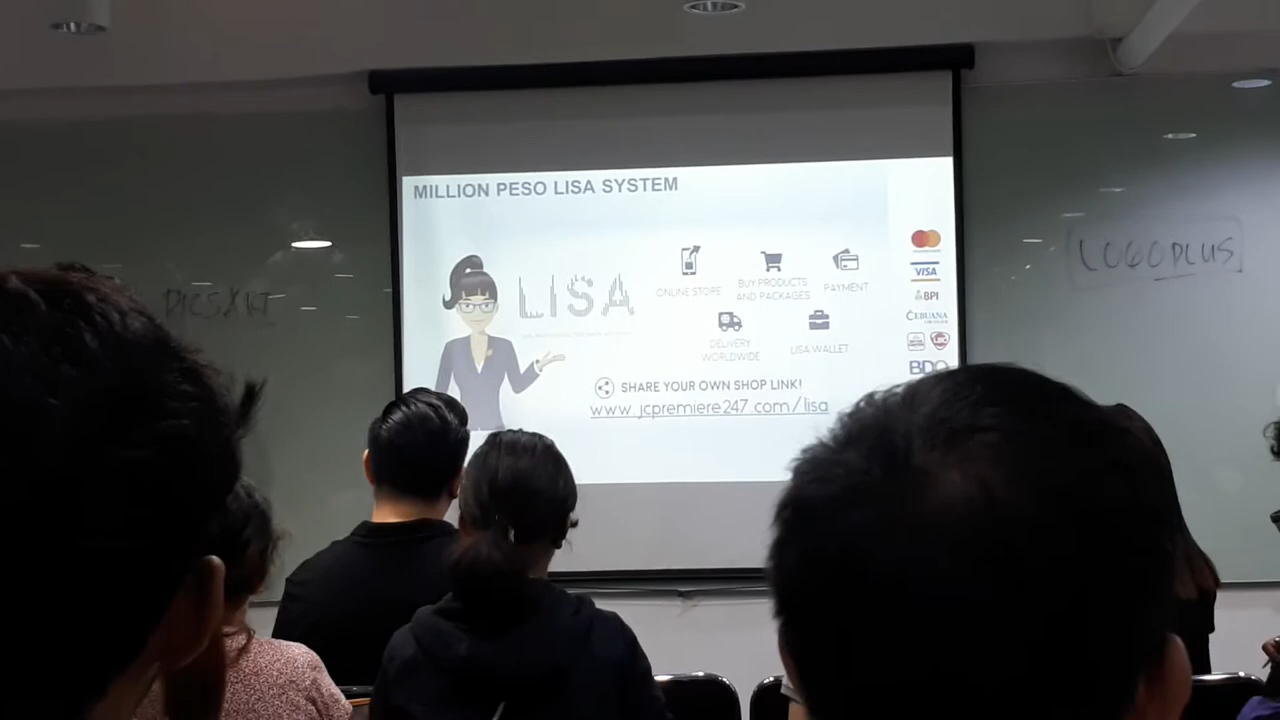 MILLION PESO LISA SYSTEM
LISA
ONLINE STORE
BUY PRODUCTS
AND PACKAGES
PAYMENT
DELIVERY
WORLDWIDE
LISA WALLET
SHARE YOUR OWN SHOP LINK!
www.jcpremiere247.com/lisa
VISA
BPI
CEBUANA
LBC
BDO
LOGOPLUS